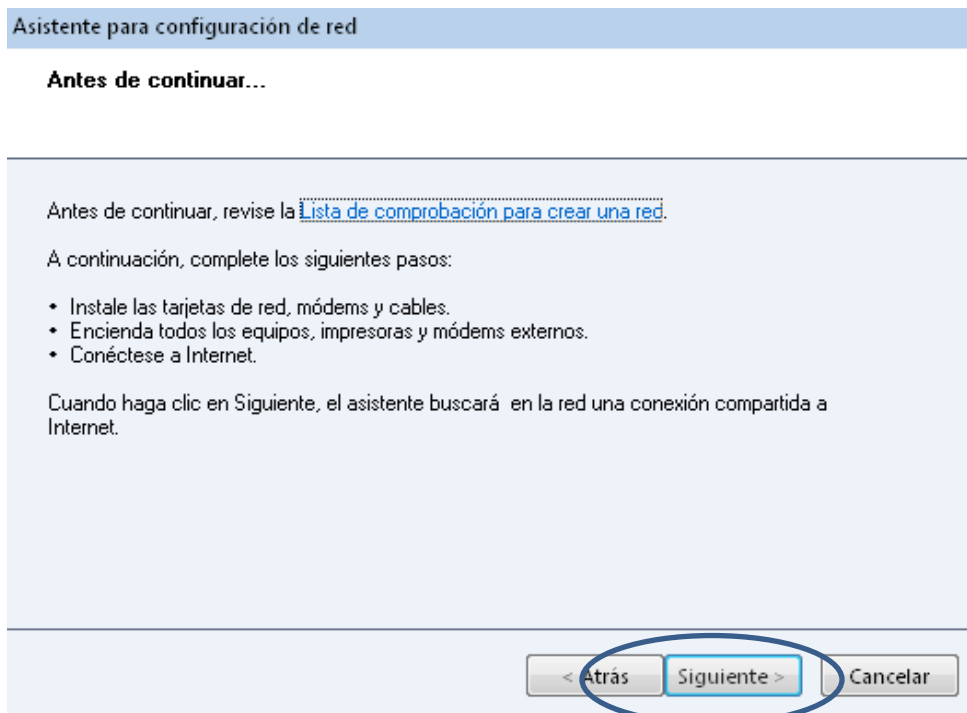 Asistente para configuración de red
Antes de continuar...
Antes de continuar, revise la Lista de comprobación para crear una red.
A continuación, complete los siguientes pasos:
• Instale las tarjetas de red, módems y cables.
• Encienda todos los equipos, impresoras y módems externos.
• Conéctese a Internet.
Cuando haga clic en Siguiente, el asistente buscará en la red una conexión compartida a
Internet.
< Atrás Siguiente > Cancelar